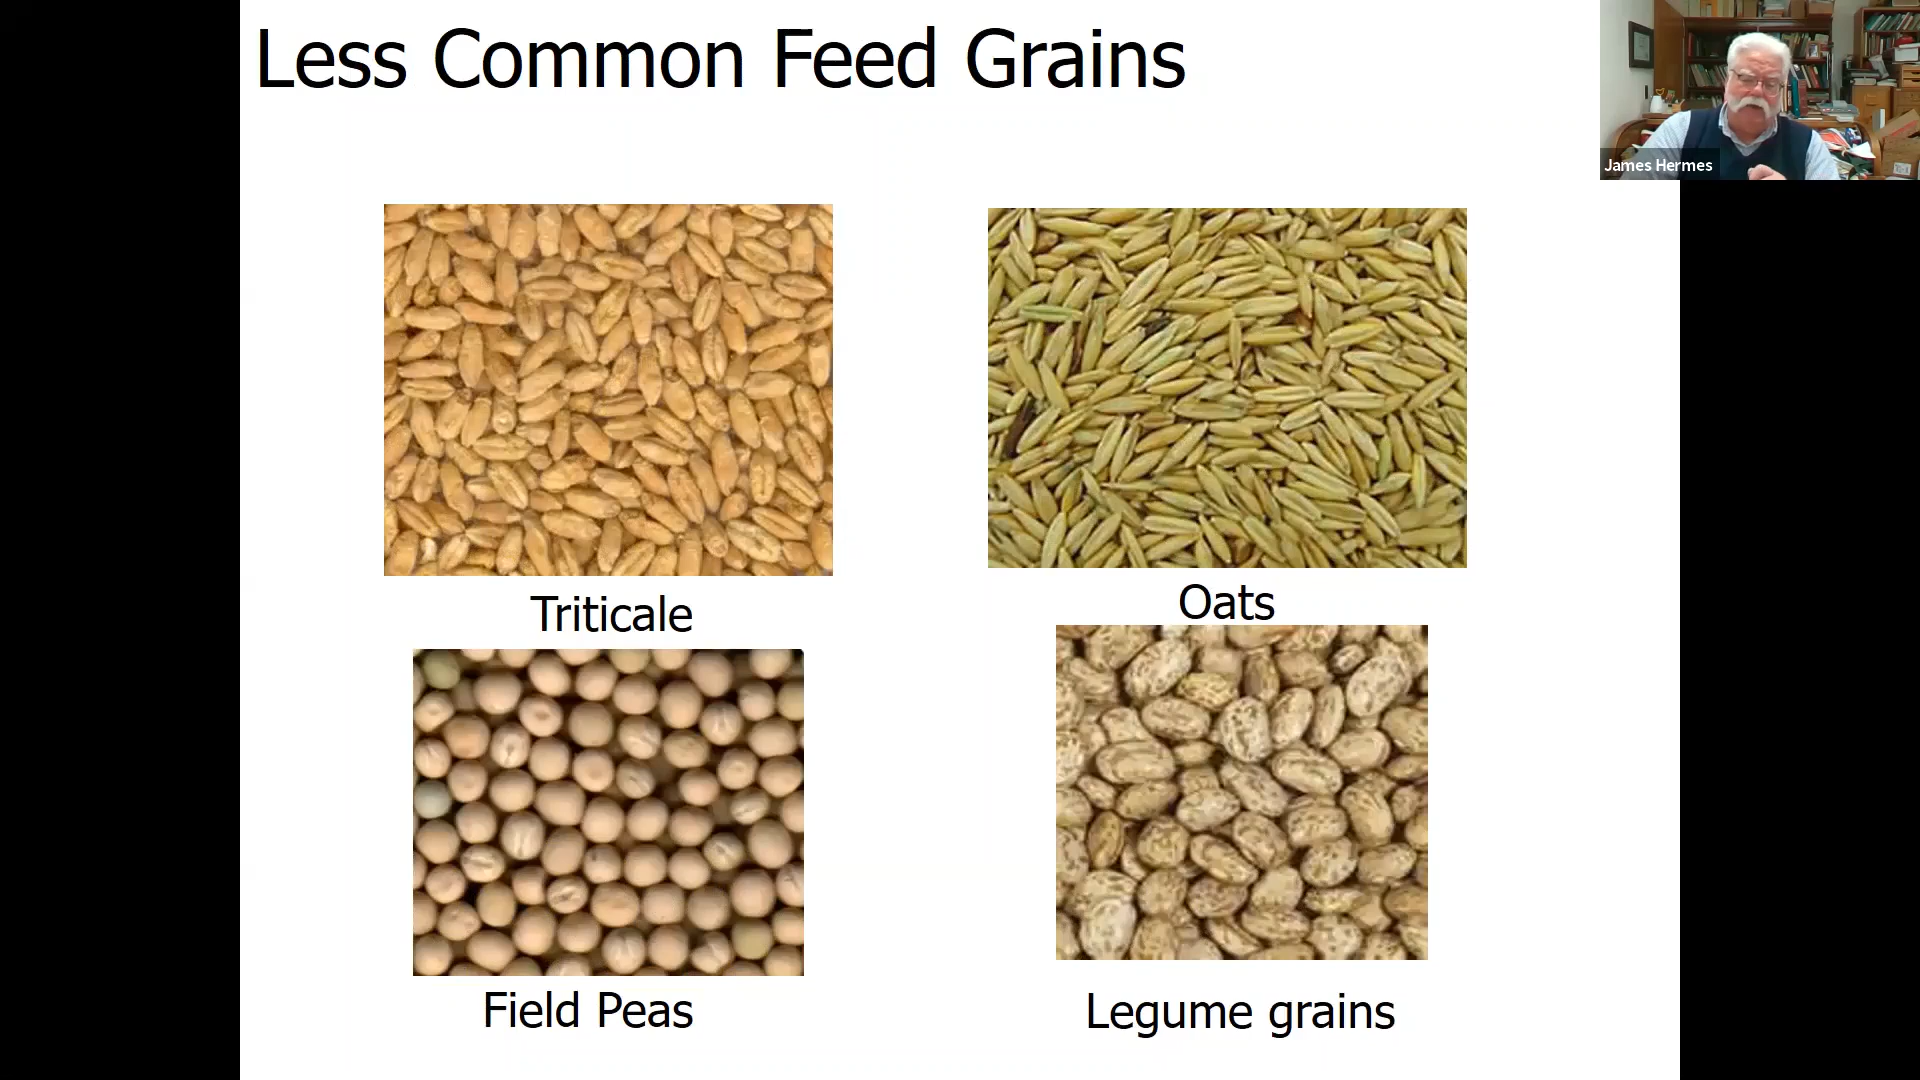 Less Common Feed Grains
James Hermes
Triticale
Oats
Field Peas
Legume grains